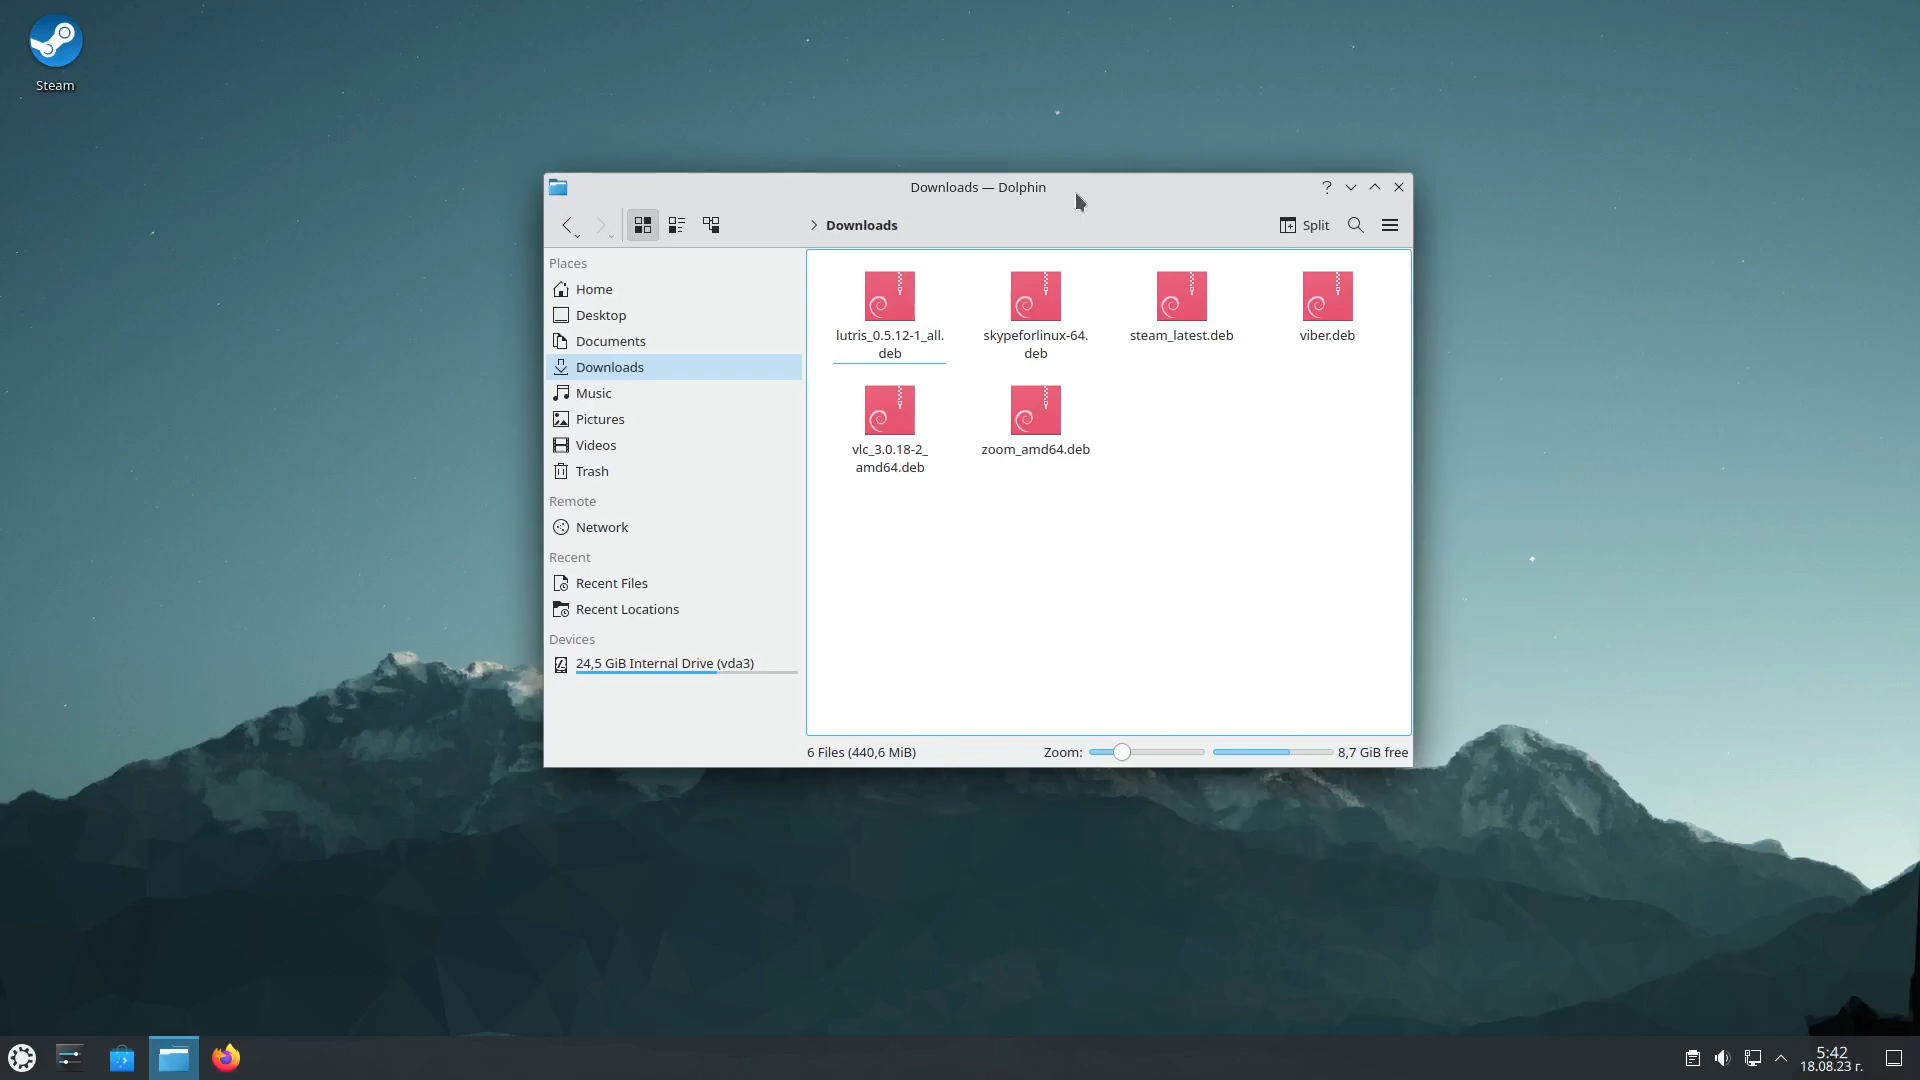 Steam
Downloads — Dolphin
Downloads
Split
Places
Home
Desktop
Documents
Downloads
Music
Pictures
Videos
Trash
Remote
Network
Recent
Recent Files
Recent Locations
Devices
24,5 GiB Internal Drive (vda3)
lutris_0.5.12-1_all.
deb
skypeforlinux-64.
deb
steam_latest.deb
viber.deb
vlc_3.0.18-2_
amd64.deb
zoom_amd64.deb
6 Files (440,6 MiB)
Zoom:
8,7 GiB free
5:42
18.08.23 г.